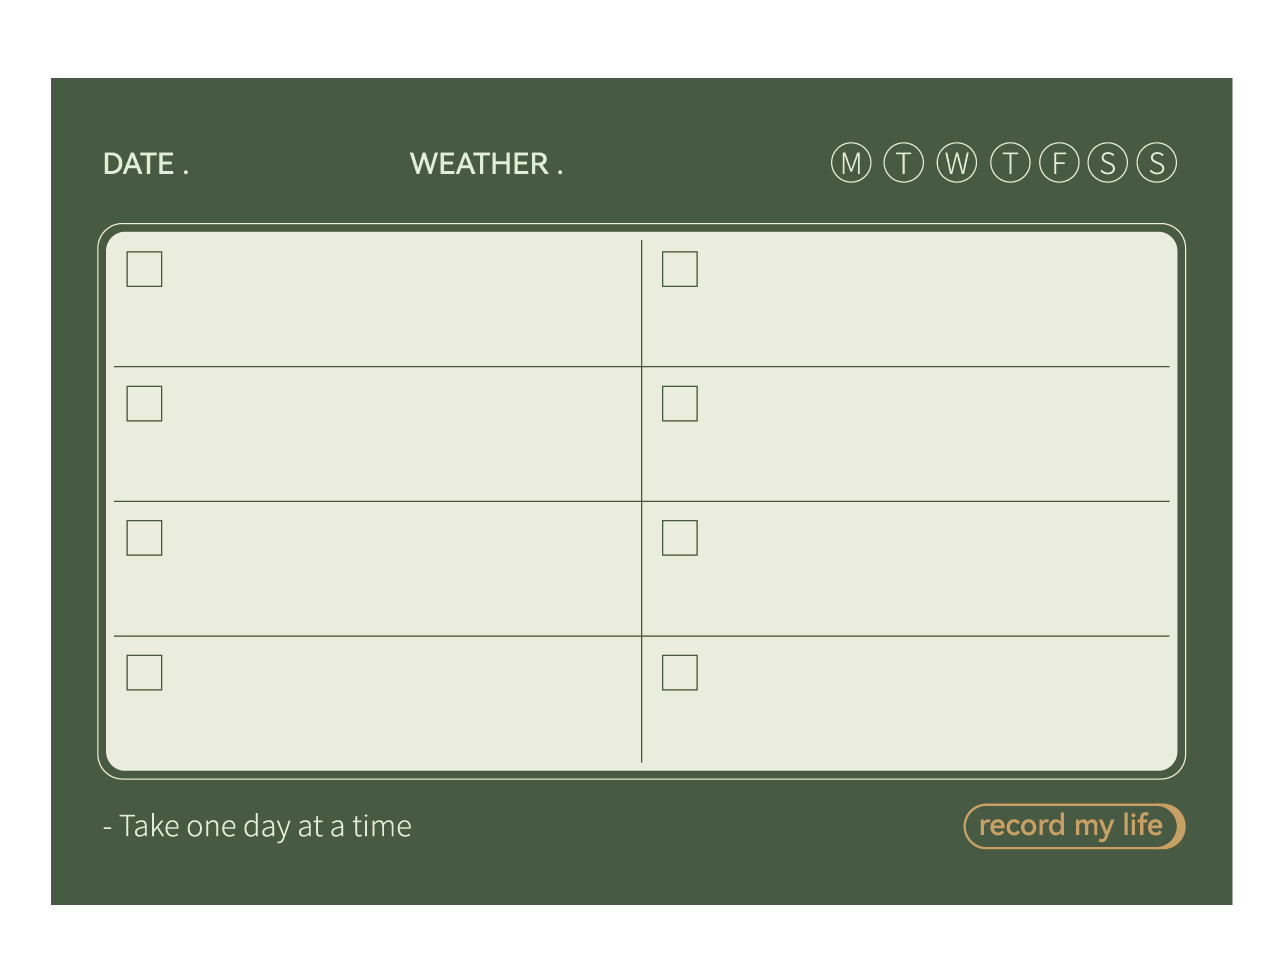 DATE . WEATHER . M T W T F S S
- Take one day at a time
record my life